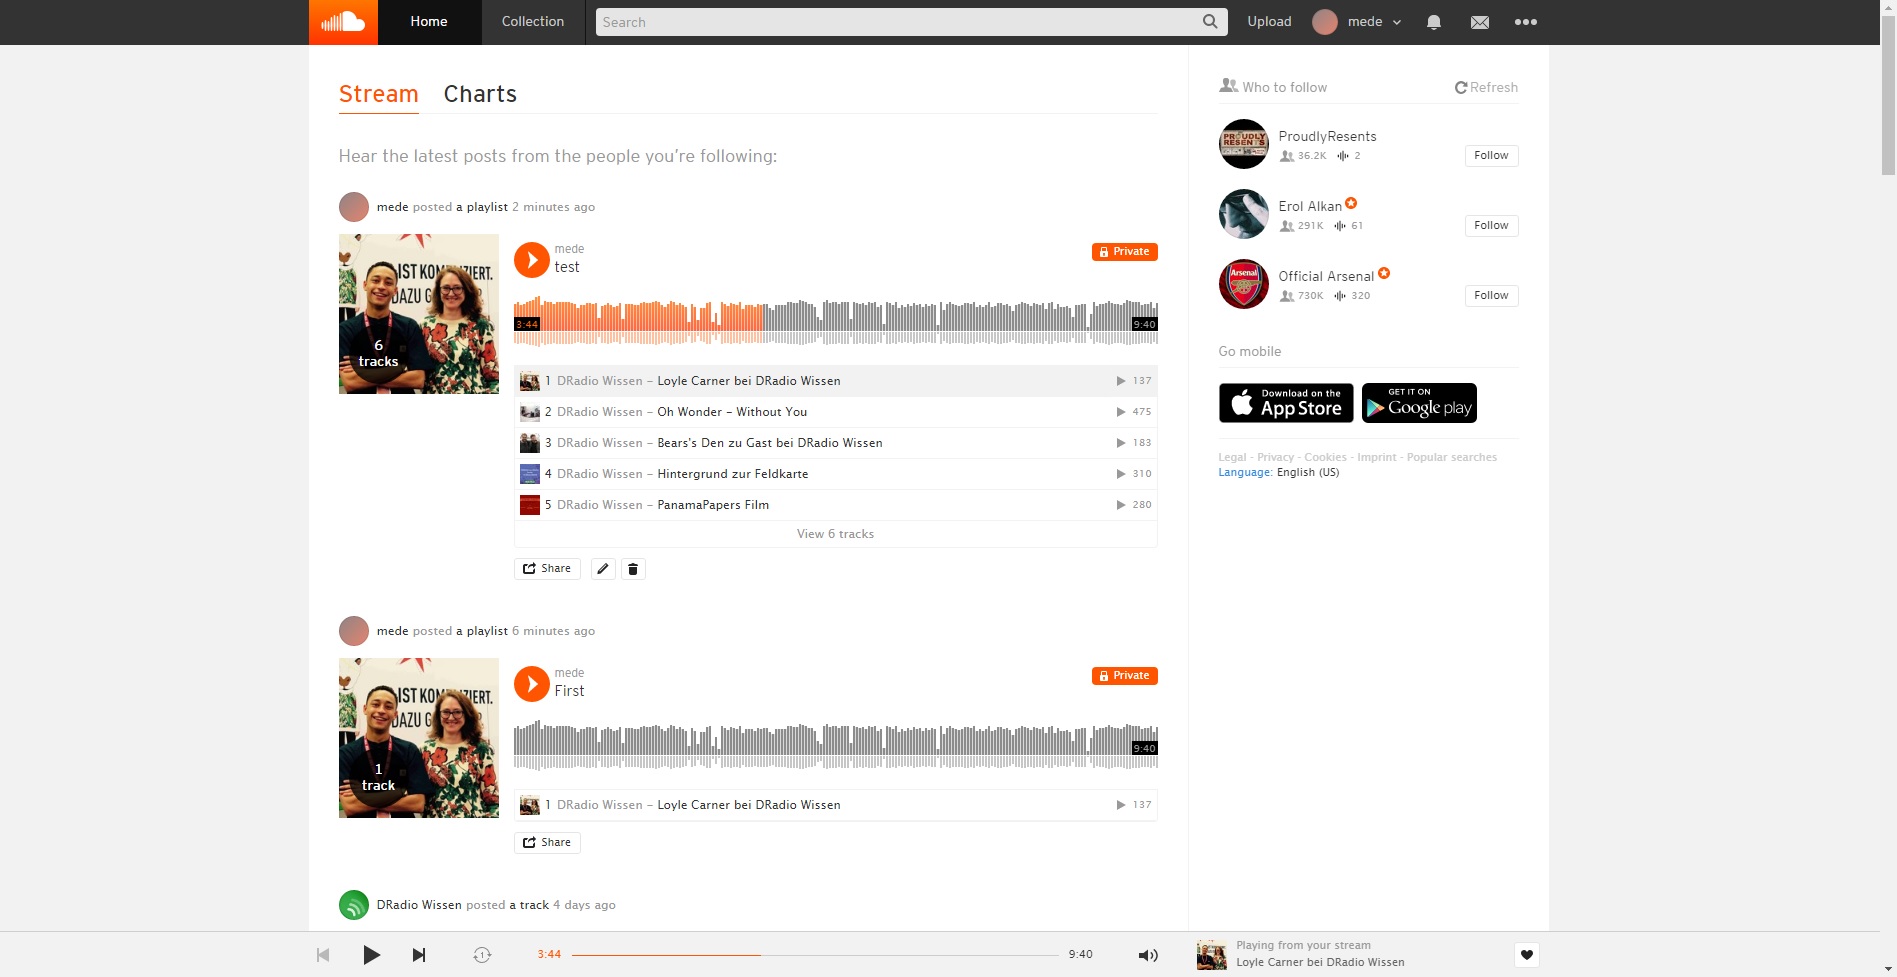 Home
Collection
Search
Upload
mede
Stream
Charts
Hear the latest posts from the people you're following:
mede posted a playlist 2 minutes ago
IST KOMPLIZIERT.
DAZU G
6
tracks
mede
test
Private
3:44
9:40
1 DRadio Wissen – Loyle Carner bei DRadio Wissen
137
2 DRadio Wissen – Oh Wonder – Without You
475
3 DRadio Wissen – Bears's Den zu Gast bei DRadio Wissen
183
4 DRadio Wissen – Hintergrund zur Feldkarte
310
5 DRadio Wissen – PanamaPapers Film
280
View 6 tracks
Share
mede posted a playlist 6 minutes ago
DAZU G
1
track
mede
First
Private
9:40
1 DRadio Wissen – Loyle Carner bei DRadio Wissen
137
Share
DRadio Wissen posted a track 4 days ago
Who to follow
Refresh
PROUDLY
RESENTS
ProudlyResents
36.2K 2
Follow
Erol Alkan
291K 61
Follow
Arsenal
Official Arsenal
730K 320
Follow
Go mobile
Download on the
App Store
GET IT ON
Google play
Legal - Privacy - Cookies - Imprint - Popular searches
Language: English (US)
1
3:44
9:40
Playing from your stream
Loyle Carner bei DRadio Wissen